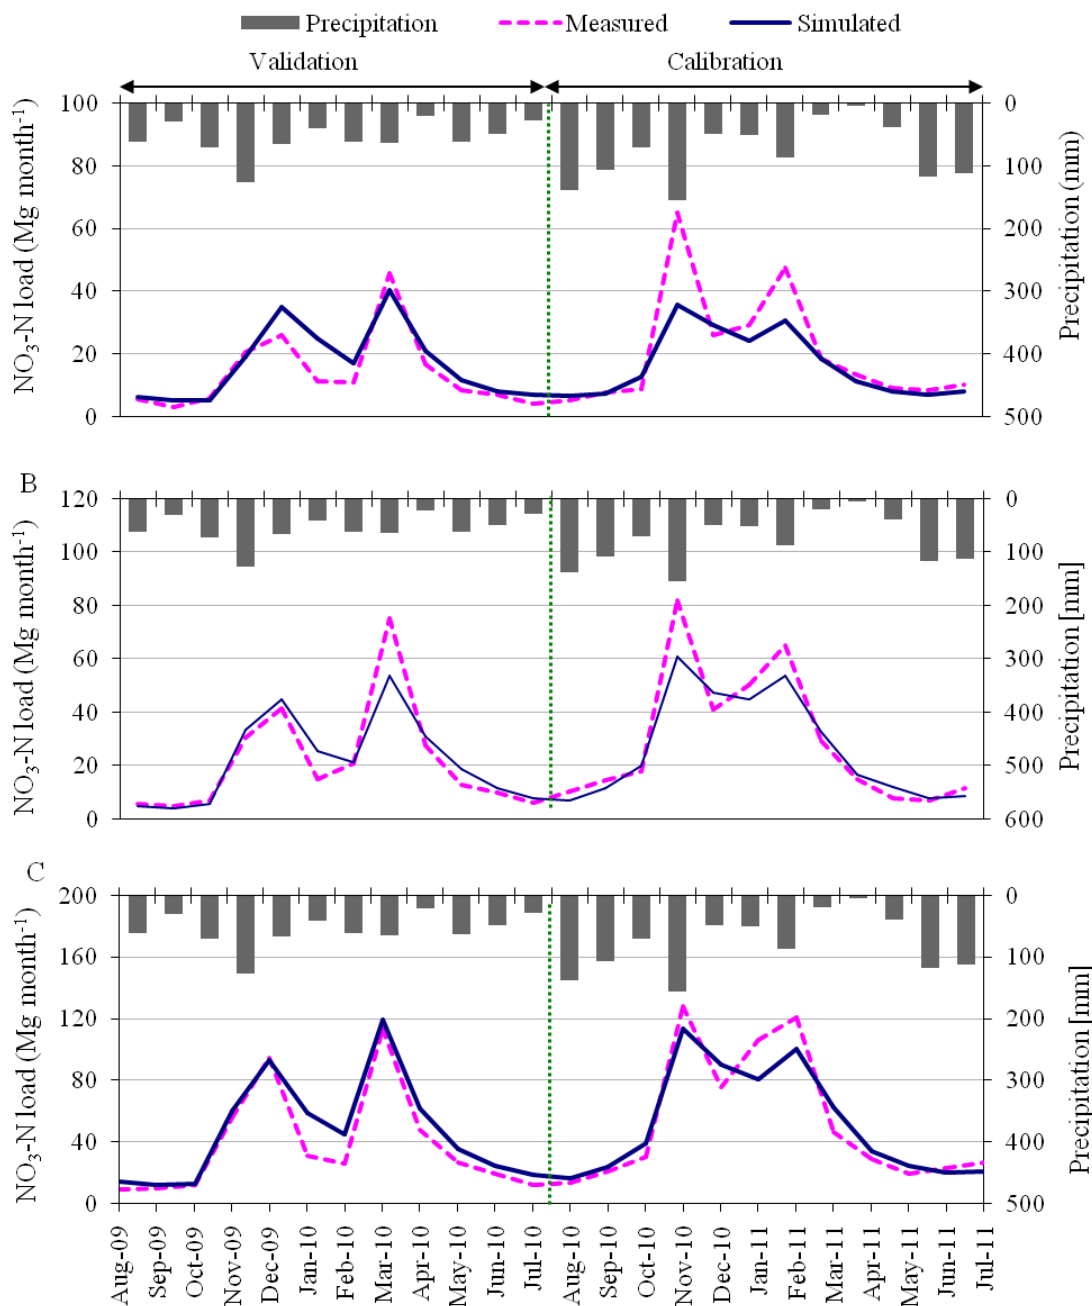 Precipitation Measured Simulated
Validation Calibration
NO₃-N load (Mg month⁻¹)
100
80
60
40
20
0
0
100
200
300
400
500
Precipitation (mm)
B
NO₃-N load (Mg month⁻¹)
120
100
80
60
40
20
0
0
100
200
300
400
500
600
Precipitation [mm]
C
NO₃-N load (Mg month⁻¹)
200
160
120
80
40
0
0
100
200
300
400
500
Precipitation [mm]
Aug-09
Sep-09
Oct-09
Nov-09
Dec-09
Jan-10
Feb-10
Mar-10
Apr-10
May-10
Jun-10
Jul-10
Aug-10
Sep-10
Oct-10
Nov-10
Dec-10
Jan-11
Feb-11
Mar-11
Apr-11
May-11
Jun-11
Jul-11